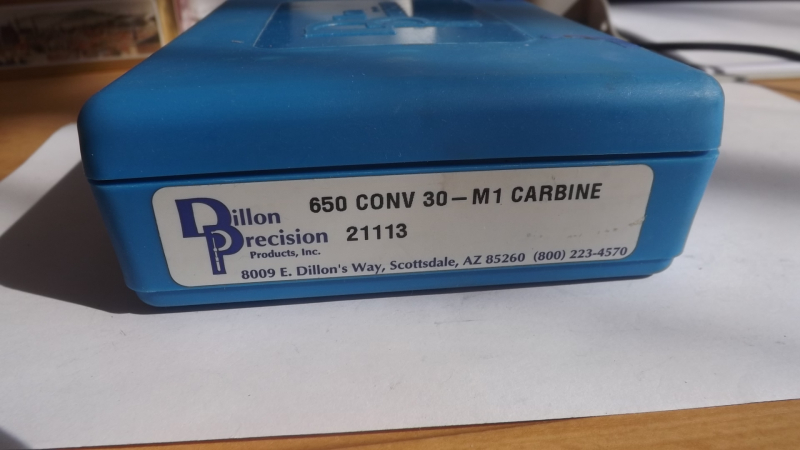 Dillon
Precision
Products, Inc.
650 CONV 30-M1 CARBINE
21113
8009 E. Dillon's Way, Scottsdale, AZ 85260 (800) 223-4570